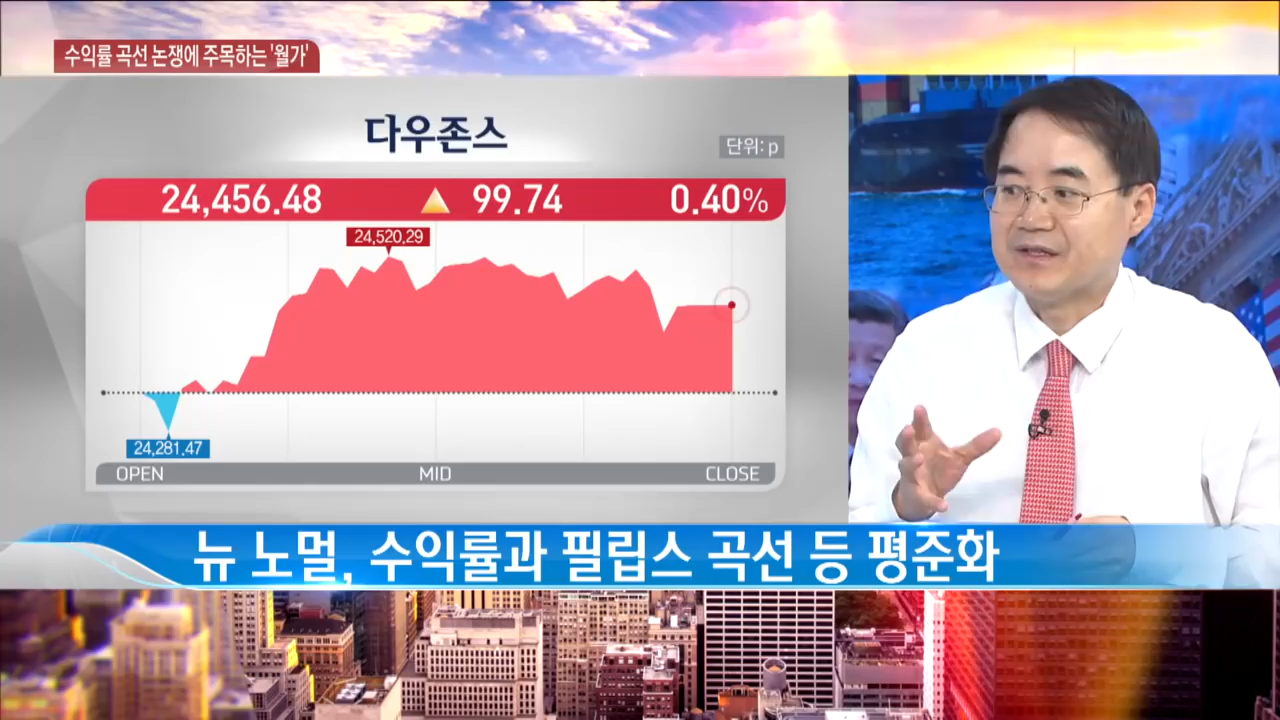 수익률 곡선 논쟁에 주목하는 '월가'
다우존스
단위: p
24,456.48 ▲ 99.74 0.40%
24,520.29
24,281.47
OPEN MID CLOSE
뉴 노멀, 수익률과 필립스 곡선 등 평준화